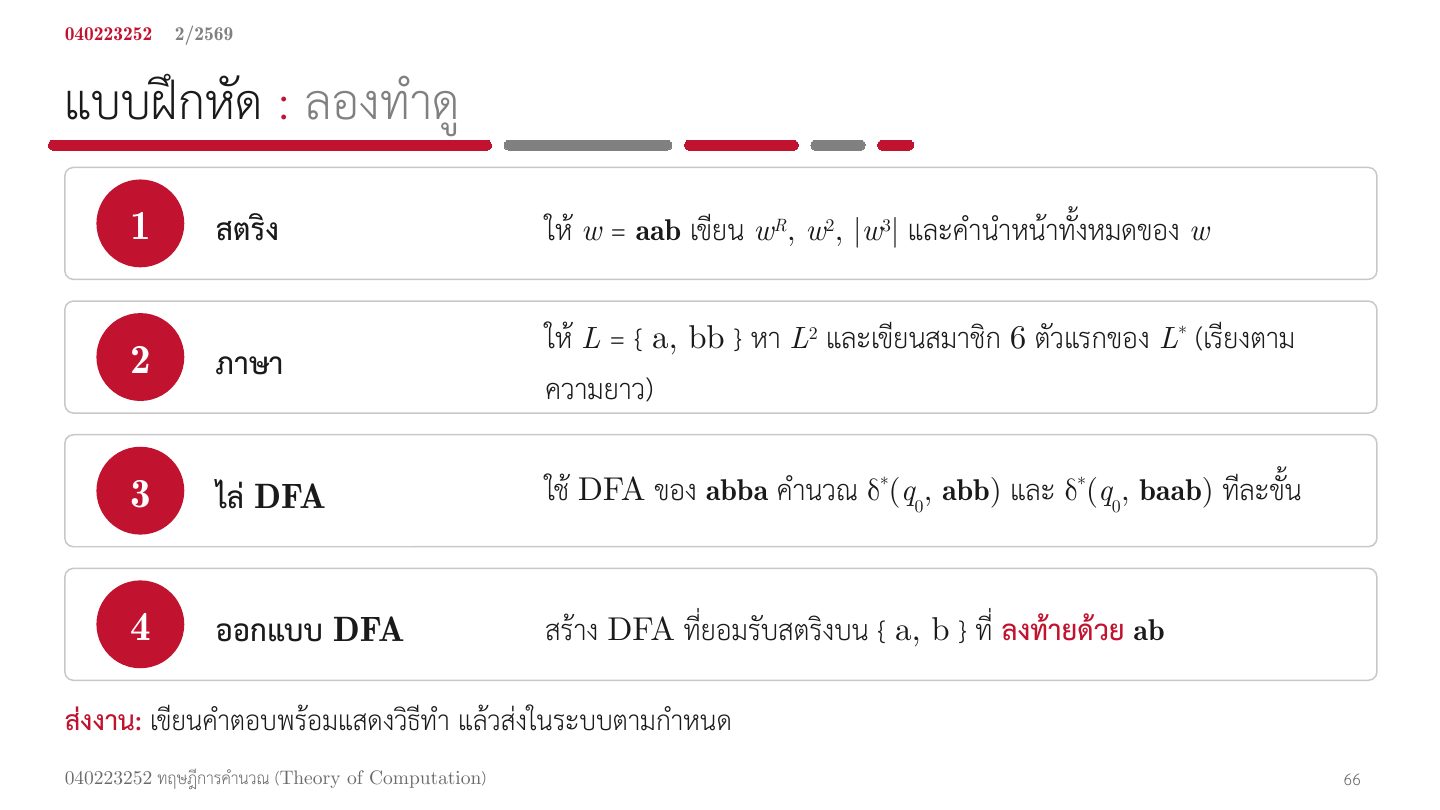 040223252 2/2569
แบบฝึกหัด : ลองทำดู
1 สตริง ให้ w = aab เขียน wᴿ, w², |w³| และคำนำหน้าทั้งหมดของ w
2 ภาษา ให้ L = { a, bb } หา L² และเขียนสมาชิก 6 ตัวแรกของ L* (เรียงตาม
ความยาว)
3 ไล่ DFA ใช้ DFA ของ abba คำนวณ δ*(q₀, abb) และ δ*(q₀, baab) ทีละขั้น
4 ออกแบบ DFA สร้าง DFA ที่ยอมรับสตริงบน { a, b } ที่ ลงท้ายด้วย ab
ส่งงาน: เขียนคำตอบพร้อมแสดงวิธีทำ แล้วส่งในระบบตามกำหนด
040223252 ทฤษฎีการคำนวณ (Theory of Computation) 66